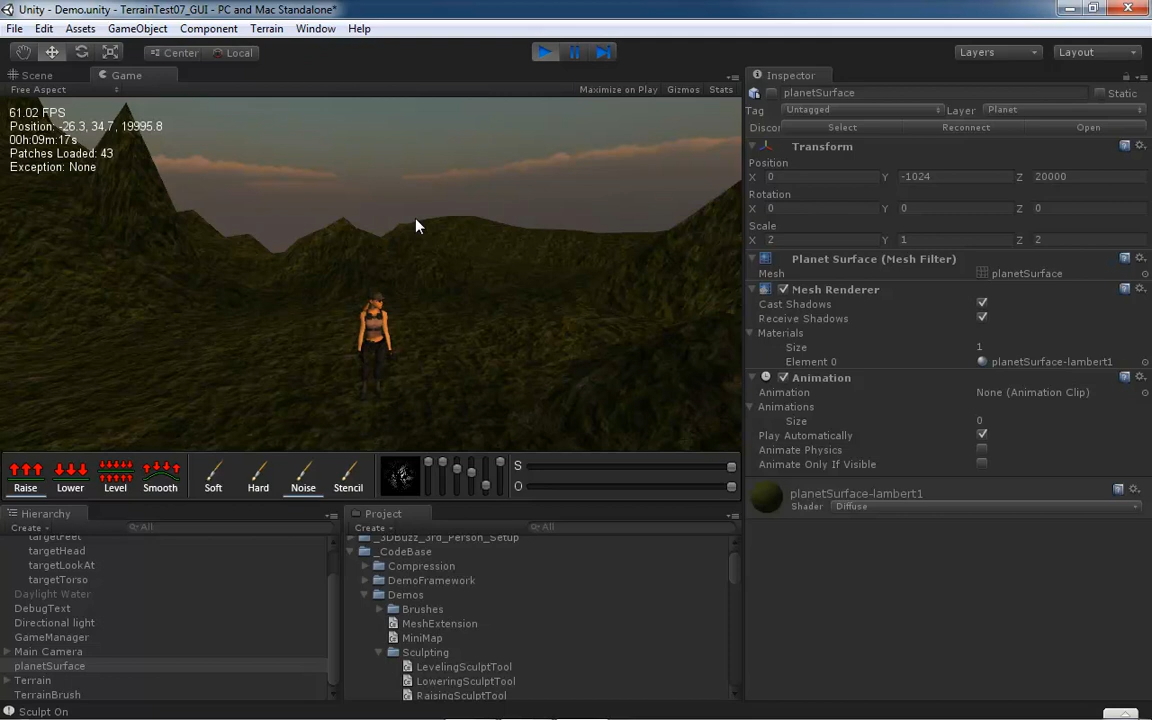 Unity - Demo.unity - TerrainTest07_GUI - PC and Mac Standalone*
File Edit Assets GameObject Component Terrain Window Help
Center Local
Layers Layout
Scene Game
Inspector
Free Aspect
Maximize on Play Gizmos Stats
planetSurface Static
61.02 FPS
Position: -26.3, 34.7, 19995.8
00h:09m:17s
Patches Loaded: 43
Exception: None
Tag Untagged Layer Planet
Discor Select Reconnect Open
Transform
Position
X 0 Y -1024 Z 20000
Rotation
X 0 Y 0 Z 0
Scale
X 2 Y 1 Z 2
Planet Surface (Mesh Filter)
Mesh planetSurface
Mesh Renderer
Cast Shadows
Receive Shadows
Materials
Size 1
Element 0 planetSurface-lambert1
Animation
Animation None (Animation Clip)
Animations
Size 0
Play Automatically
Animate Physics
Animate Only If Visible
planetSurface-lambert1
Shader Diffuse
Raise Lower Level Smooth Soft Hard Noise Stencil
S
O
Hierarchy
Create All
targetFeet
targetHead
targetLookAt
targetTorso
Daylight Water
DebugText
Directional light
GameManager
Main Camera
planetSurface
Terrain
TerrainBrush
Project
Create All
_3DBuzz_3rd_Person_Setup
_CodeBase
Compression
DemoFramework
Demos
Brushes
MeshExtension
MiniMap
Sculpting
LevelingSculptTool
LoweringSculptTool
RaisingSculptTool
Sculpt On